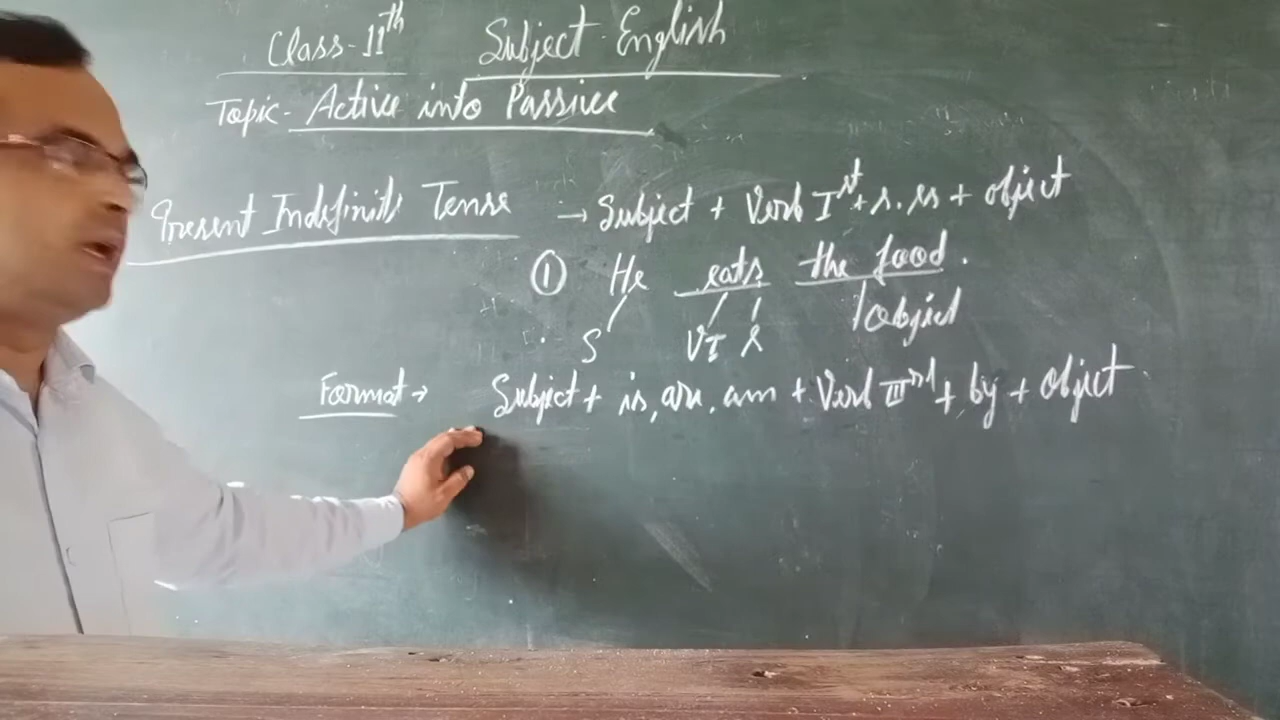 Class-11th Subject-English
Topic- Active into Passive
Present Indefinite Tense → Subject + Verb Ist + s. es + object
① He eats the food.
S VI s object
Format → Subject + is, are. am + Verb IIIrd + by + object